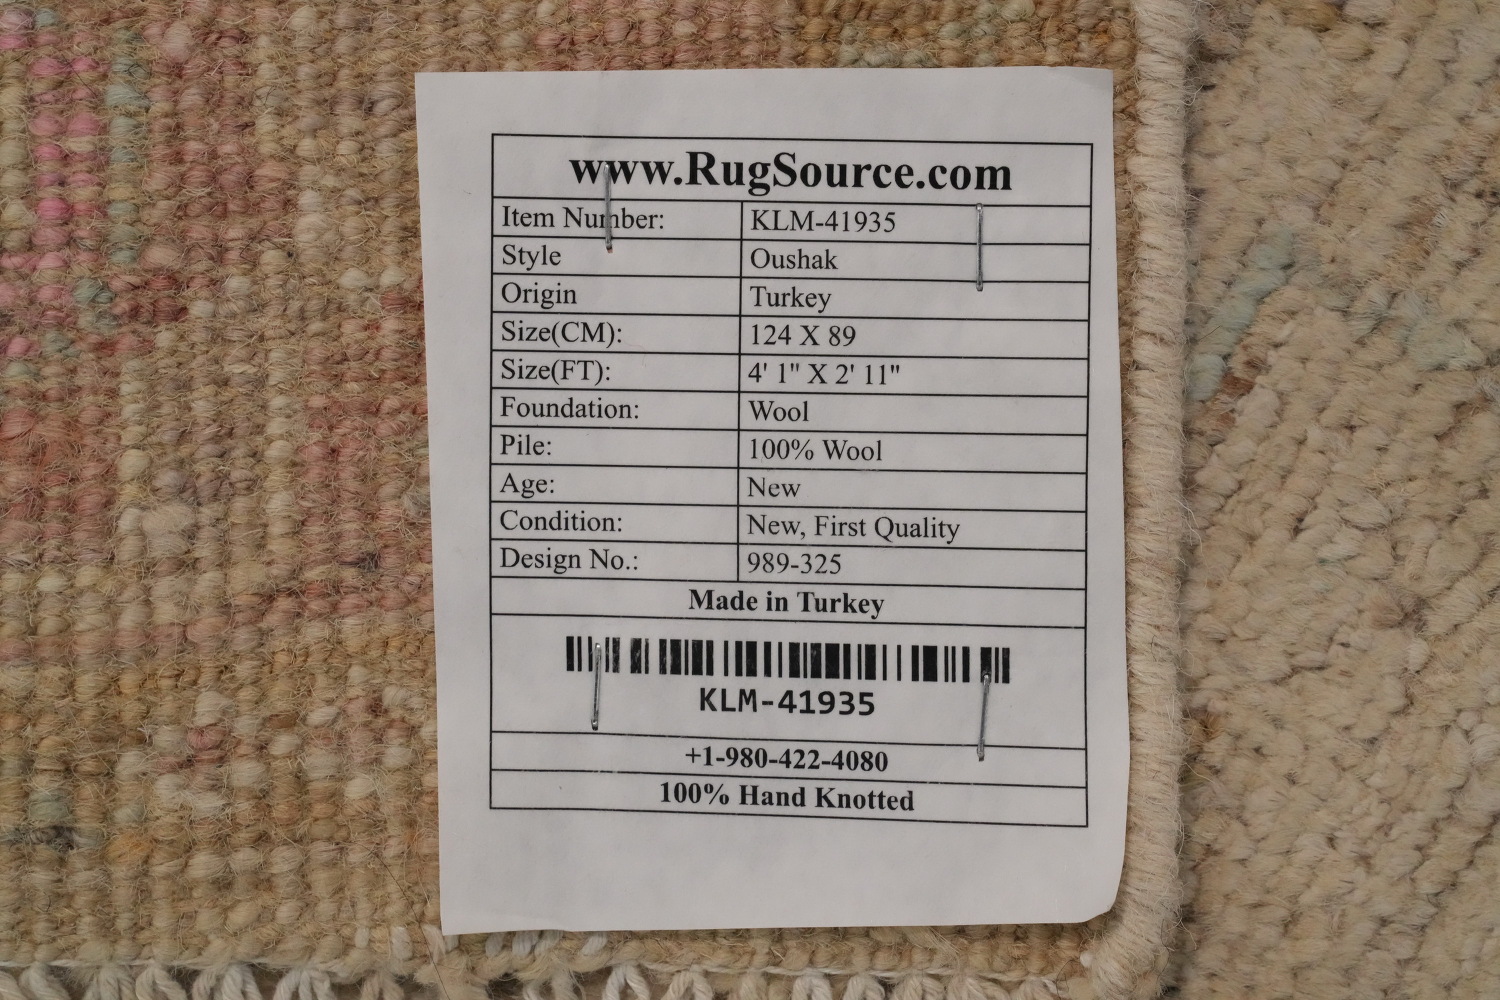 www.RugSource.com
Item Number: KLM-41935
Style Oushak
Origin Turkey
Size(CM): 124 X 89
Size(FT): 4' 1" X 2' 11"
Foundation: Wool
Pile: 100% Wool
Age: New
Condition: New, First Quality
Design No.: 989-325
Made in Turkey
KLM-41935
+1-980-422-4080
100% Hand Knotted